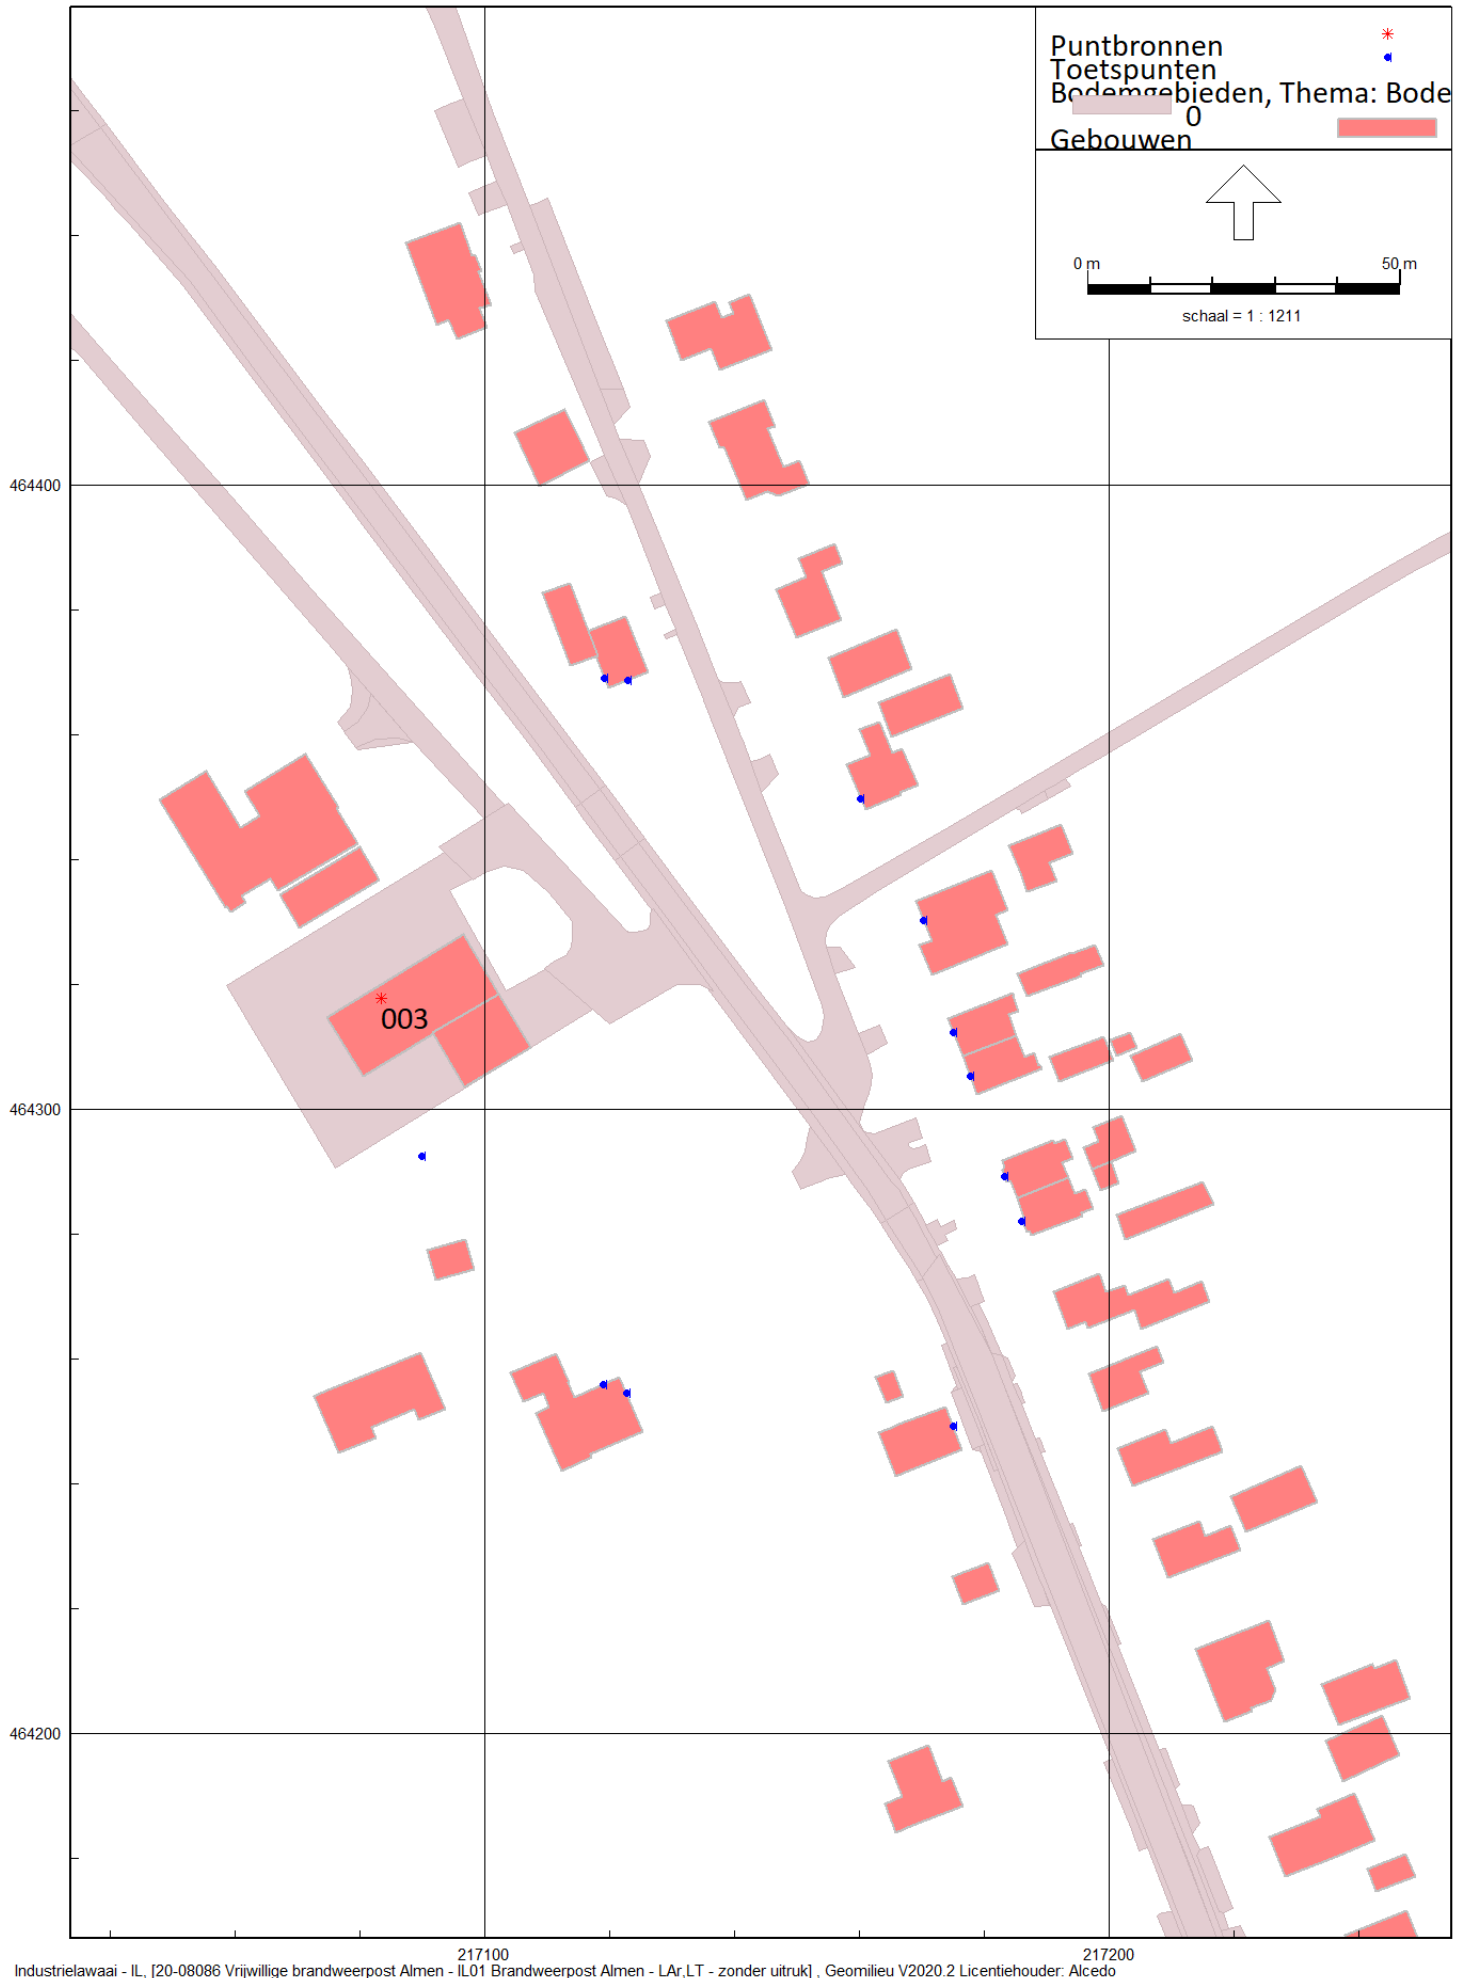 Puntbronnen
Toetspunten
Bodemgebieden, Thema: Bode
0
Gebouwen
0 m 50 m
schaal = 1 : 1211
464400
003
464300
464200
217100 217200
Industrielawaai - IL, [20-08086 Vrijwillige brandweerpost Almen - IL01 Brandweerpost Almen - LAr,LT - zonder uitruk] , Geomilieu V2020.2 Licentiehouder: Alcedo